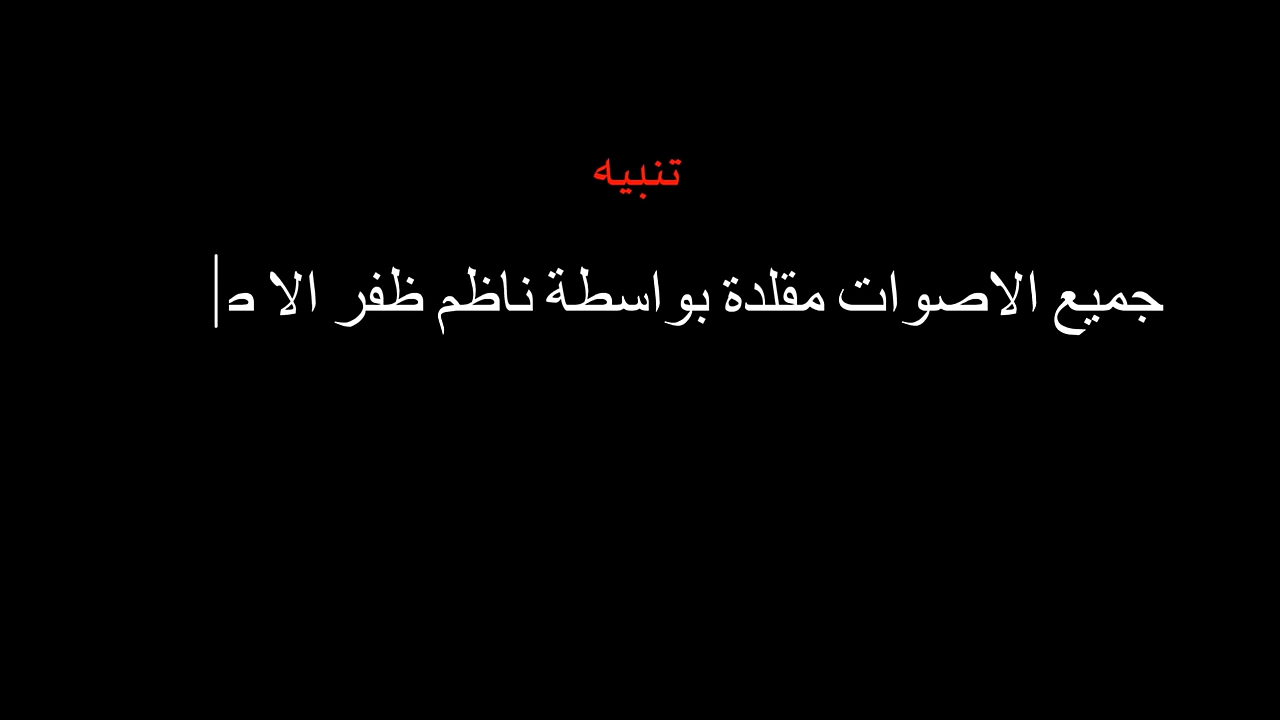 تنبيه
جميع الاصوات مقلدة بواسطة ناظم ظفر الا